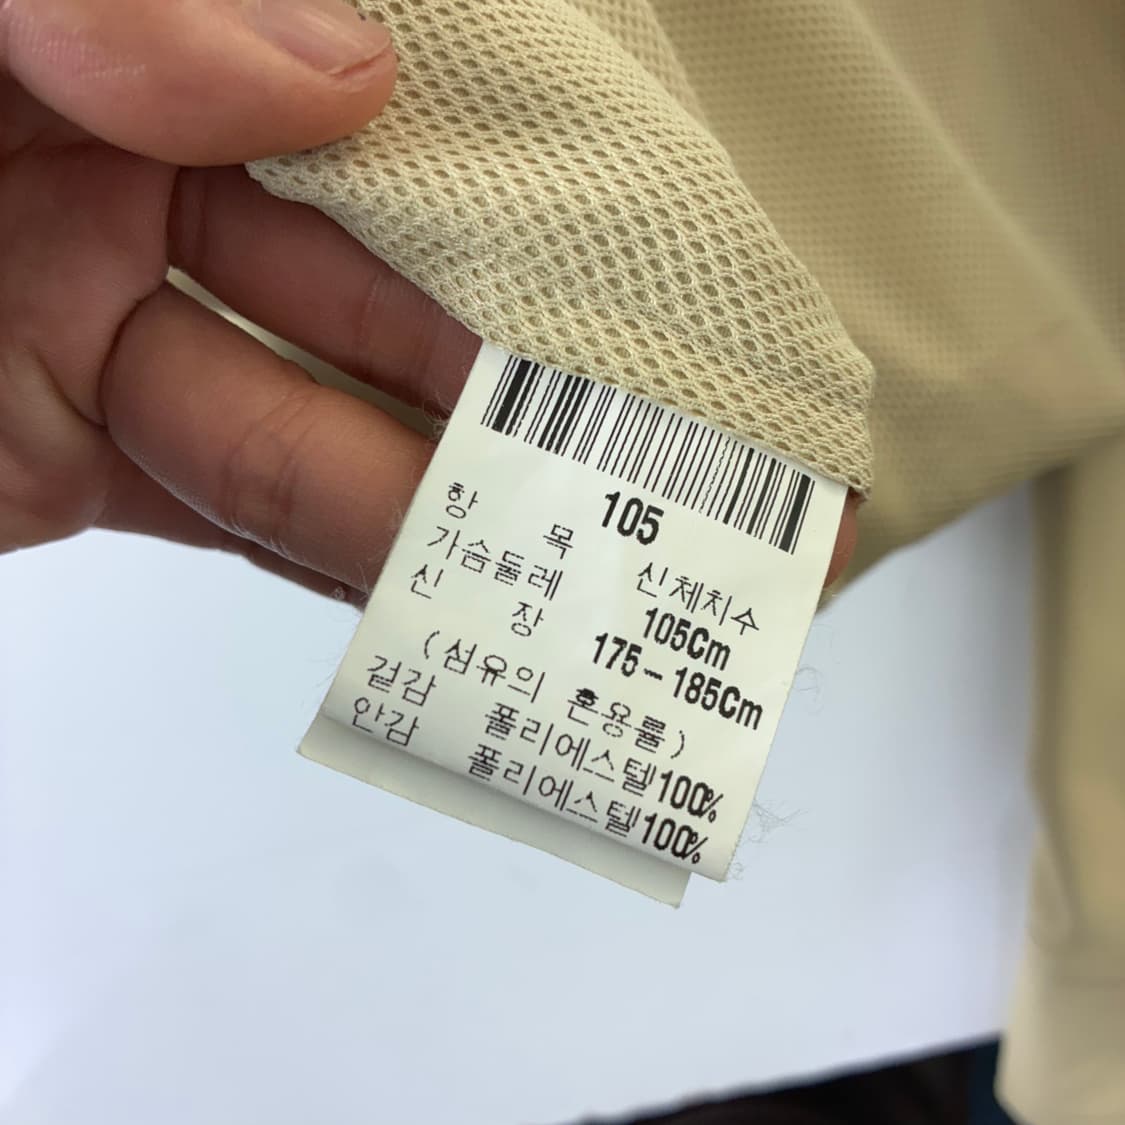 105
항 목 신체치수
가슴둘레 105Cm
신 장 175-185Cm
(섬유의 혼용률)
겉감 폴리에스텔100%
안감 폴리에스텔100%